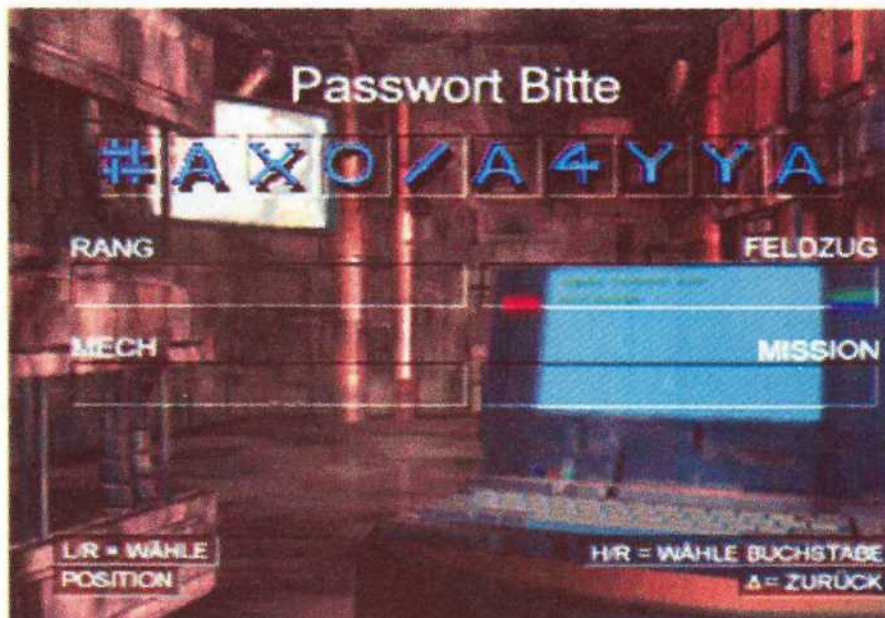 Passwort Bitte
#AXO/A4YYA
RANG FELDZUG
MECH MISSION
L/R = WÄHLE
POSITION
H/R = WÄHLE BUCHSTABE
Δ = ZURÜCK